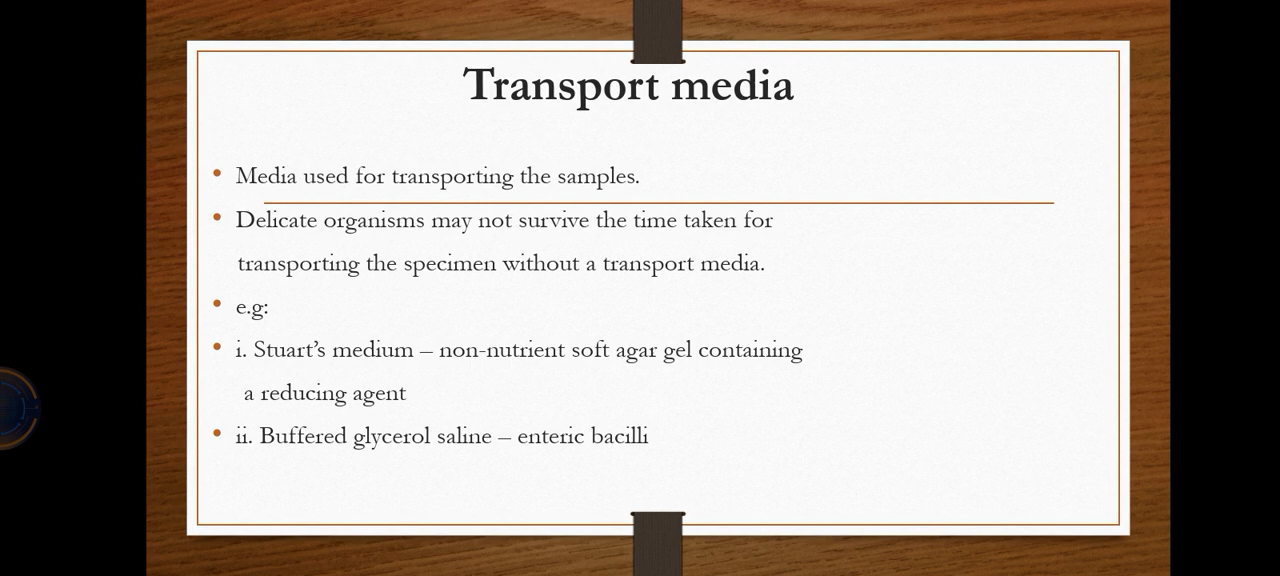 Transport media
• Media used for transporting the samples.
• Delicate organisms may not survive the time taken for
transporting the specimen without a transport media.
• e.g:
• i. Stuart’s medium – non-nutrient soft agar gel containing
a reducing agent
• ii. Buffered glycerol saline – enteric bacilli